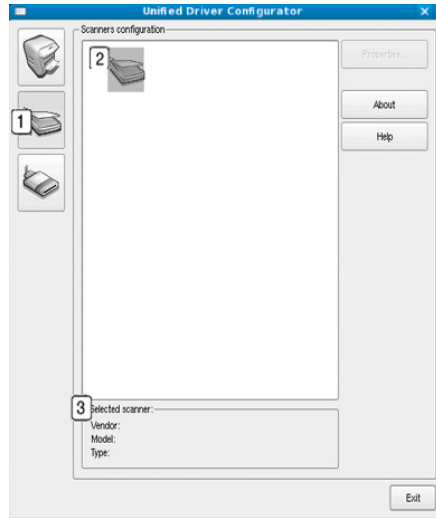 Unified Driver Configurator
Scanners configuration
2
Properties...
1
About
Help
3
Selected scanner:
Vendor:
Model:
Type:
Exit